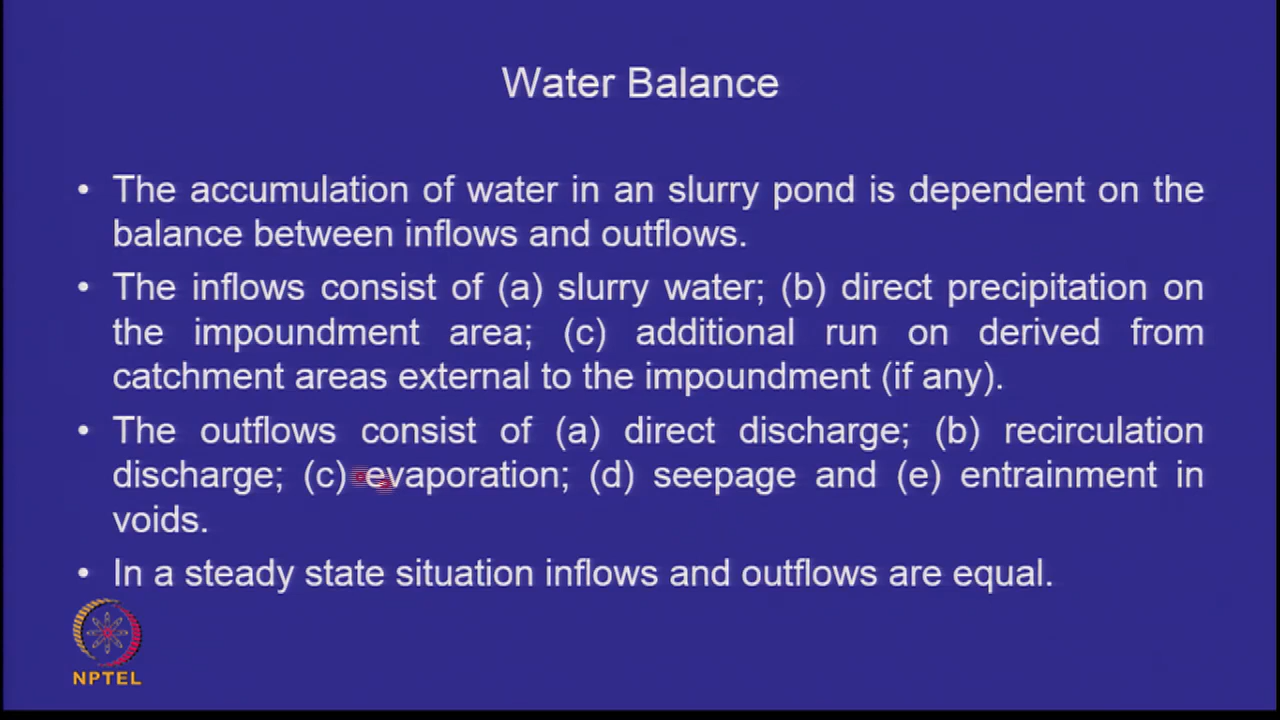 Water Balance
• The accumulation of water in an slurry pond is dependent on the
balance between inflows and outflows.
• The inflows consist of (a) slurry water; (b) direct precipitation on
the impoundment area; (c) additional run on derived from
catchment areas external to the impoundment (if any).
• The outflows consist of (a) direct discharge; (b) recirculation
discharge; (c) evaporation; (d) seepage and (e) entrainment in
voids.
• In a steady state situation inflows and outflows are equal.
NPTEL